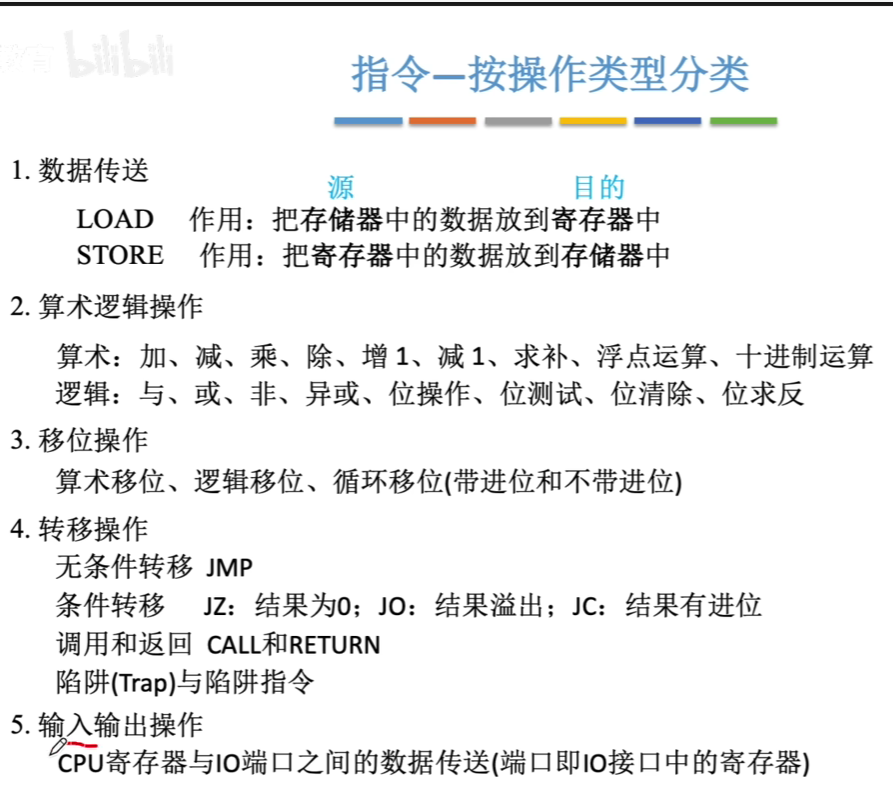 bilibili
指令—按操作类型分类
1. 数据传送
源 目的
LOAD 作用：把存储器中的数据放到寄存器中
STORE 作用：把寄存器中的数据放到存储器中
2. 算术逻辑操作
算术：加、减、乘、除、增 1、减 1、求补、浮点运算、十进制运算
逻辑：与、或、非、异或、位操作、位测试、位清除、位求反
3. 移位操作
算术移位、逻辑移位、循环移位(带进位和不带进位)
4. 转移操作
无条件转移 JMP
条件转移 JZ：结果为0；JO：结果溢出；JC：结果有进位
调用和返回 CALL和RETURN
陷阱(Trap)与陷阱指令
5. 输入输出操作
CPU寄存器与IO端口之间的数据传送(端口即IO接口中的寄存器)